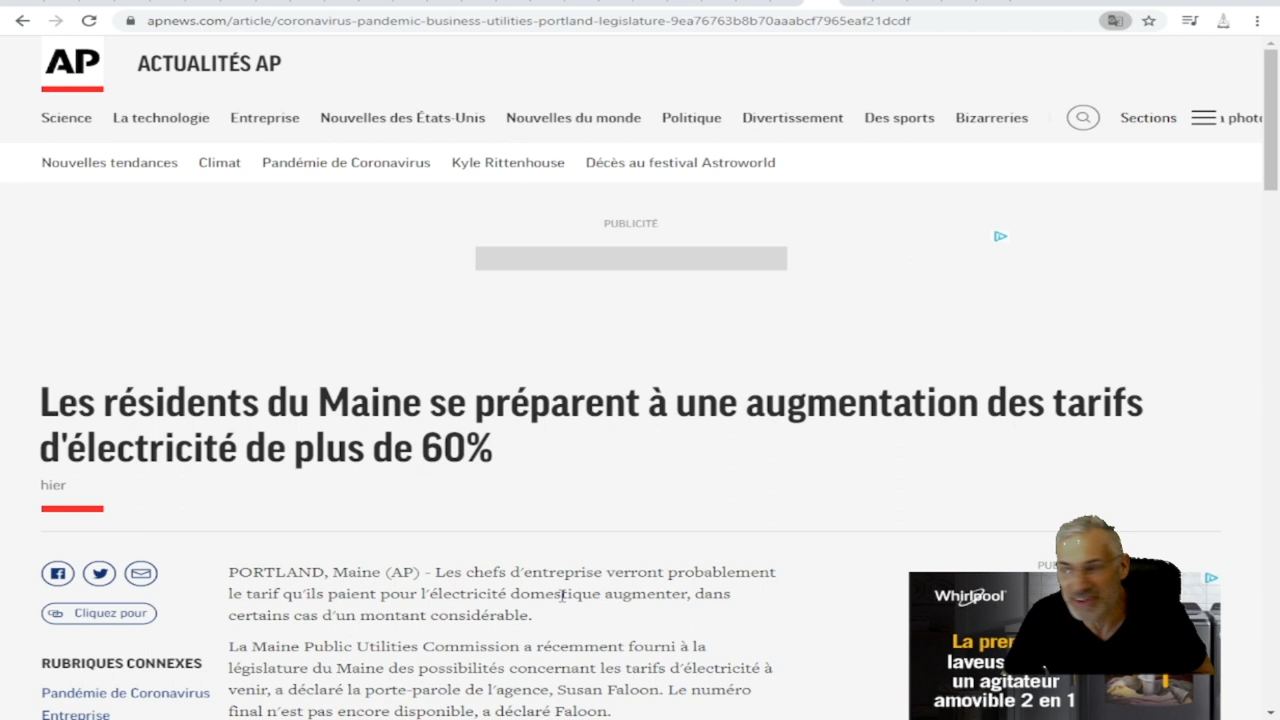 apnews.com/article/coronavirus-pandemic-business-utilities-portland-legislature-9ea76763b8b70aaabcf7965eaf21dcdf
AP
ACTUALITÉS AP
Science La technologie Entreprise Nouvelles des États-Unis Nouvelles du monde Politique Divertissement Des sports Bizarreries Sections
Nouvelles tendances Climat Pandémie de Coronavirus Kyle Rittenhouse Décès au festival Astroworld
PUBLICITÉ
Les résidents du Maine se préparent à une augmentation des tarifs
d'électricité de plus de 60%
hier
PORTLAND, Maine (AP) - Les chefs d'entreprise verront probablement
le tarif qu'ils paient pour l'électricité domestique augmenter, dans
certains cas d'un montant considérable.
La Maine Public Utilities Commission a récemment fourni à la
législature du Maine des possibilités concernant les tarifs d'électricité à
venir, a déclaré la porte-parole de l'agence, Susan Faloon. Le numéro
final n'est pas encore disponible, a déclaré Faloon.
Cliquez pour
RUBRIQUES CONNEXES
Pandémie de Coronavirus
Entreprise
Whirlpool
La
un agitateur
amovible 2 en 1